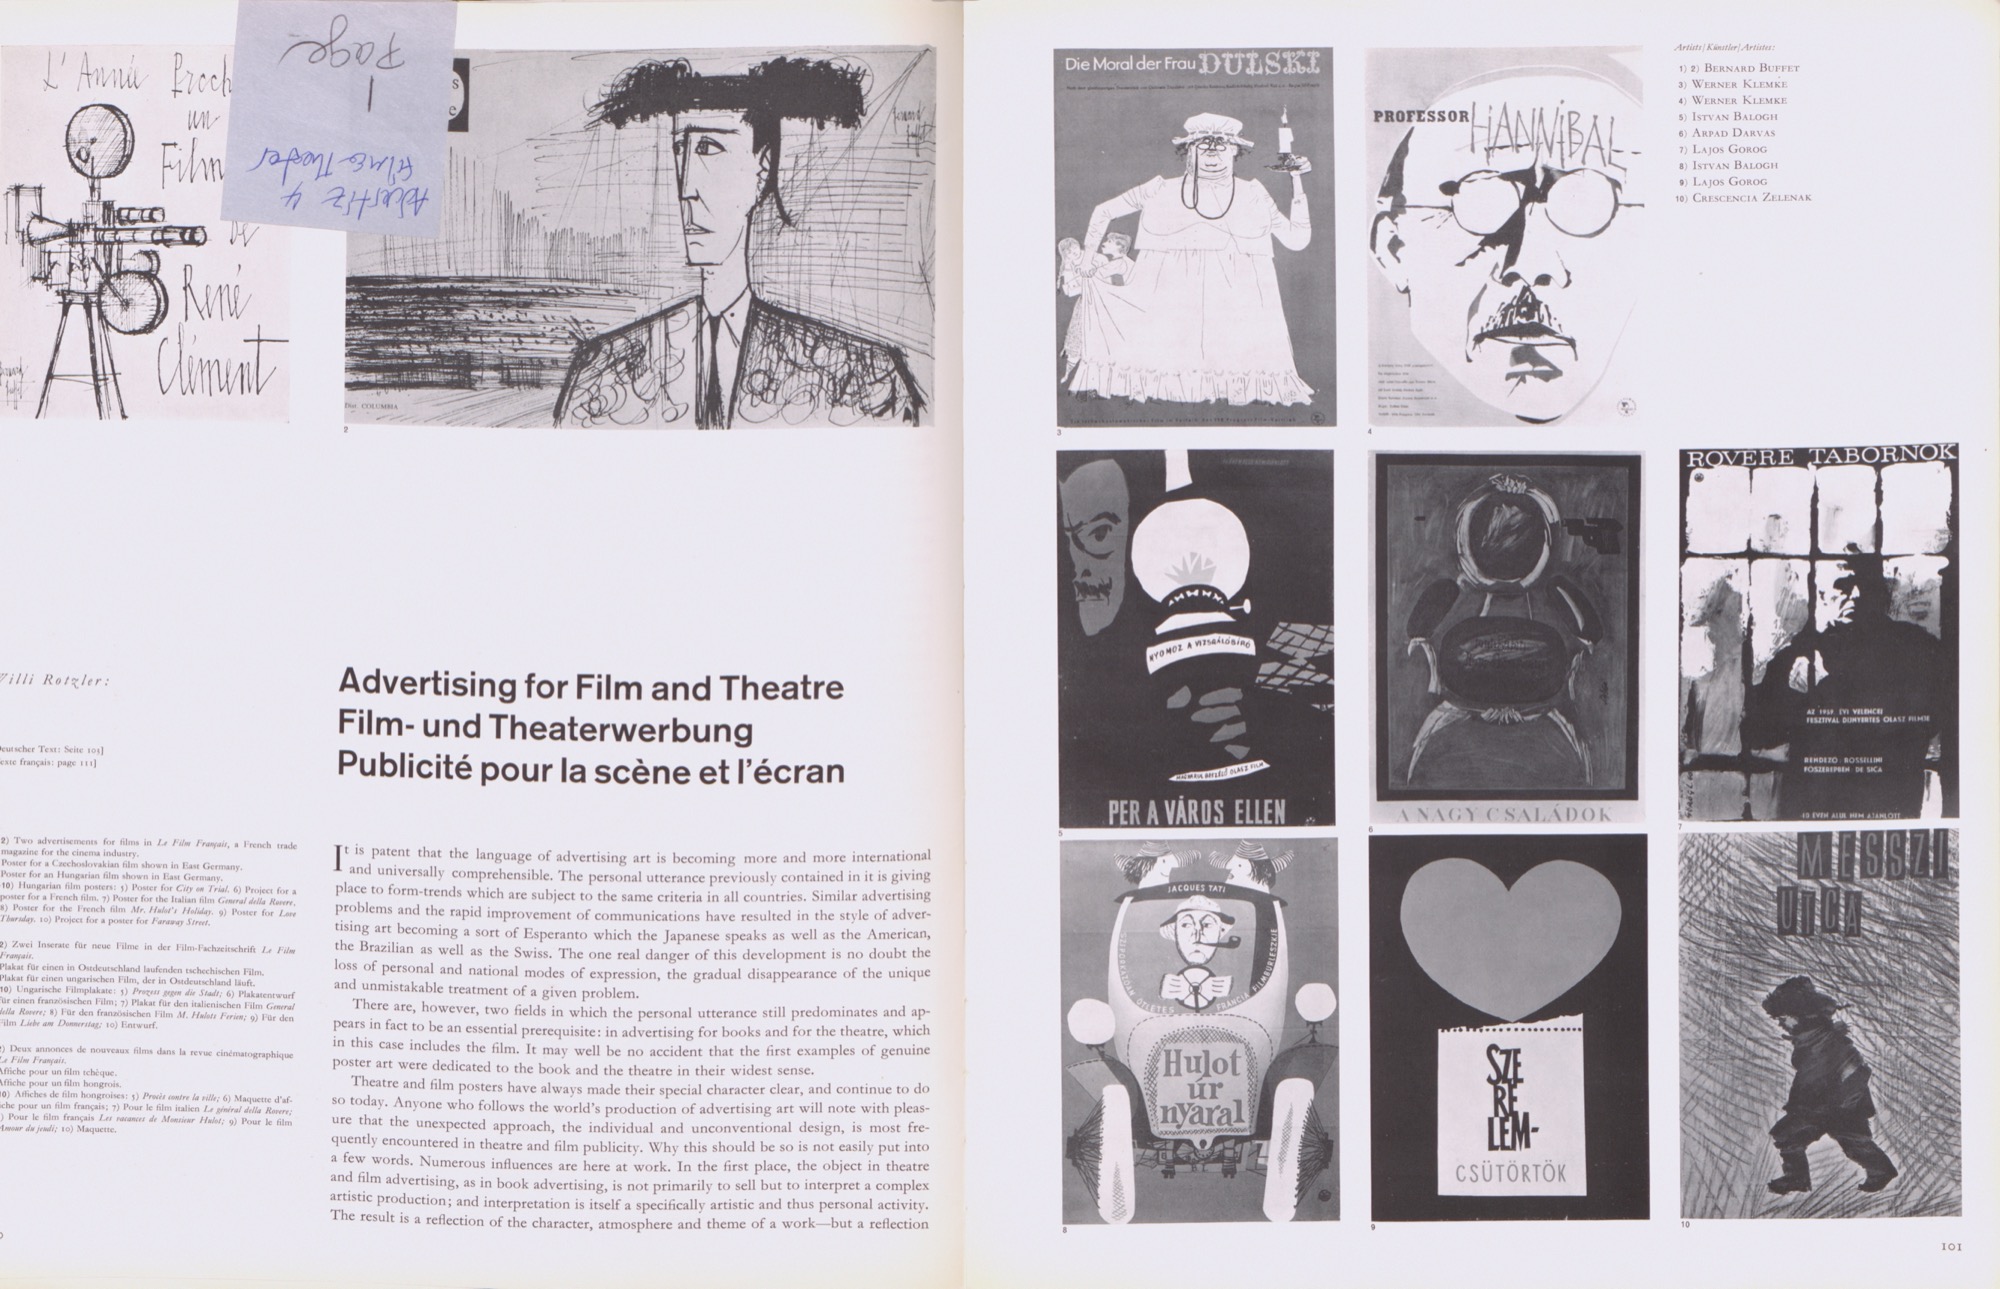 L'Année Proch
un
Film
de
René
Clément
Page
1
Advertiz 4
Film & Theater
s
e
Dist. COLUMBIA
2
Willi Rotzler:
Deutscher Text: Seite 105]
Texte français: page 111]
Advertising for Film and Theatre
Film- und Theaterwerbung
Publicité pour la scène et l'écran
2) Two advertisements for films in Le Film Français, a French trade
magazine for the cinema industry.
Poster for a Czechoslovakian film shown in East Germany.
Poster for an Hungarian film shown in East Germany.
10) Hungarian film posters: 5) Poster for City on Trial. 6) Project for a
poster for a French film. 7) Poster for the Italian film General della Rovere.
8) Poster for the French film Mr. Hulot's Holiday. 9) Poster for Love
Thursday. 10) Project for a poster for Faraway Street.
2) Zwei Inserate für neue Filme in der Film-Fachzeitschrift Le Film
Français.
Plakat für einen in Ostdeutschland laufenden tschechischen Film.
Plakat für einen ungarischen Film, der in Ostdeutschland läuft.
10) Ungarische Filmplakate: 5) Prozess gegen die Stadt; 6) Plakatentwurf
für einen französischen Film; 7) Plakat für den italienischen Film General
della Rovere; 8) Für den französischen Film M. Hulots Ferien; 9) Für den
Film Liebe am Donnerstag; 10) Entwurf.
2) Deux annonces de nouveaux films dans la revue cinématographique
Le Film Français.
Affiche pour un film tchèque.
Affiche pour un film hongrois.
10) Affiches de film hongroises: 5) Procès contre la ville; 6) Maquette d'af-
fiche pour un film français; 7) Pour le film italien Le général della Rovere;
) Pour le film français Les vacances de Monsieur Hulot; 9) Pour le film
Amour du jeudi; 10) Maquette.
It is patent that the language of advertising art is becoming more and more international
and universally comprehensible. The personal utterance previously contained in it is giving
place to form-trends which are subject to the same criteria in all countries. Similar advertising
problems and the rapid improvement of communications have resulted in the style of adver-
tising art becoming a sort of Esperanto which the Japanese speaks as well as the American,
the Brazilian as well as the Swiss. The one real danger of this development is no doubt the
loss of personal and national modes of expression, the gradual disappearance of the unique
and unmistakable treatment of a given problem.
There are, however, two fields in which the personal utterance still predominates and ap-
pears in fact to be an essential prerequisite: in advertising for books and for the theatre, which
in this case includes the film. It may well be no accident that the first examples of genuine
poster art were dedicated to the book and the theatre in their widest sense.
Theatre and film posters have always made their special character clear, and continue to do
so today. Anyone who follows the world's production of advertising art will note with pleas-
ure that the unexpected approach, the individual and unconventional design, is most fre-
quently encountered in theatre and film publicity. Why this should be so is not easily put into
a few words. Numerous influences are here at work. In the first place, the object in theatre
and film advertising, as in book advertising, is not primarily to sell but to interpret a complex
artistic production; and interpretation is itself a specifically artistic and thus personal activity.
The result is a reflection of the character, atmosphere and theme of a work—but a reflection
Die Moral der Frau DULSKI
3
PROFESSOR HANNIBAL
4
Artists/Künstler/Artistes:
1) 2) BERNARD BUFFET
3) WERNER KLEMKE
4) WERNER KLEMKE
5) ISTVAN BALOGH
6) ARPAD DARVAS
7) LAJOS GOROG
8) ISTVAN BALOGH
9) LAJOS GOROG
10) CRESCENCIA ZELENAK
NYOMOZ A VIZSGÁLÓBÍRÓ
MAGYARUL BESZÉLŐ OLASZ FILM
PER A VÁROS ELLEN
5
A NAGY CSALÁDOK
6
ROVERE TABORNOK
AZ 1959. ÉVI VELENCEI
FESZTIVAL DIJNYERTES OLASZ FILMJE
RENDEZO: ROSSELLINI
FOSZEREPBEN: DE SICA
10 ÉVEN ALUL NEM AJANLOTT
7
JACQUES TATI
SZÓRAKOZTATÓ ÖTLETES FRANCIA FILMBURLESZKJE
Hulot
úr
nyaral
8
SZE
RE
LEM-
CSÜTÖRTÖK
9
MESSZI
UTCA
10
101